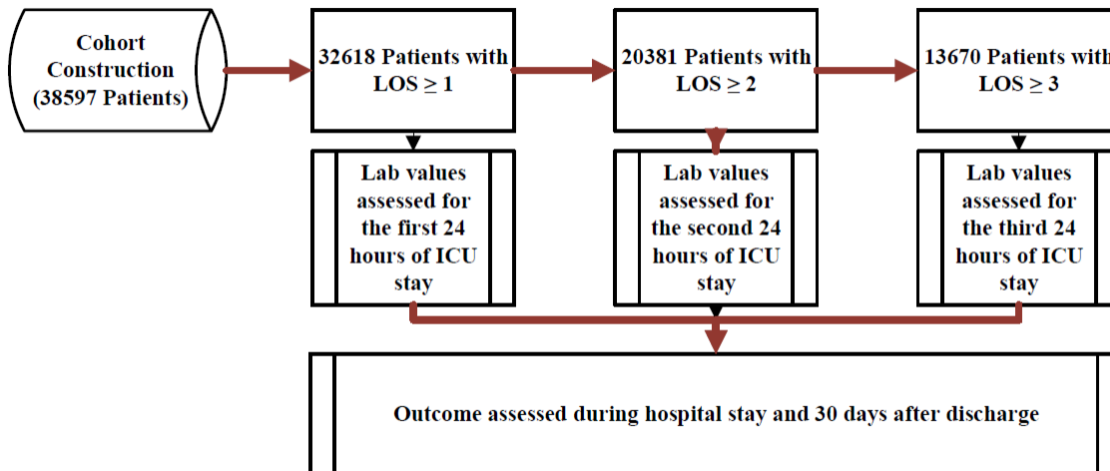 Cohort
Construction
(38597 Patients)
32618 Patients with
LOS ≥ 1
20381 Patients with
LOS ≥ 2
13670 Patients with
LOS ≥ 3
Lab values
assessed for
the first 24
hours of ICU
stay
Lab values
assessed for
the second 24
hours of ICU
stay
Lab values
assessed for
the third 24
hours of ICU
stay
Outcome assessed during hospital stay and 30 days after discharge